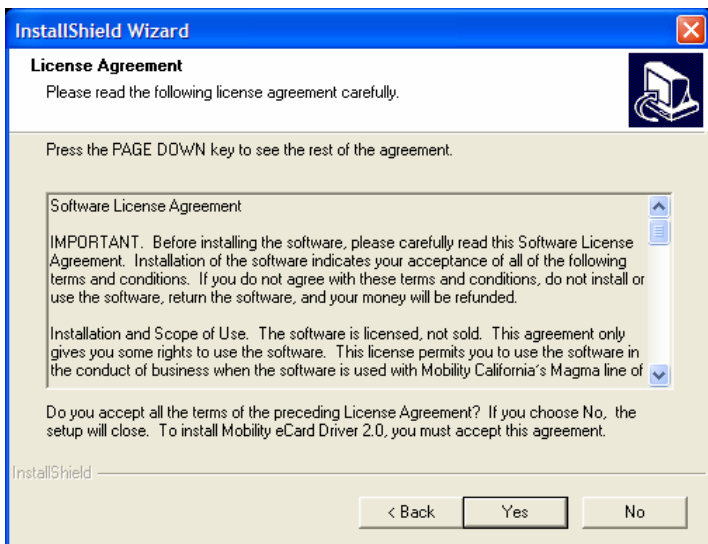 InstallShield Wizard
License Agreement
Please read the following license agreement carefully.
Press the PAGE DOWN key to see the rest of the agreement.
Software License Agreement
IMPORTANT.  Before installing the software, please carefully read this Software License
Agreement.  Installation of the software indicates your acceptance of all of the following
terms and conditions.  If you do not agree with these terms and conditions, do not install or
use the software, return the software, and your money will be refunded.
Installation and Scope of Use.  The software is licensed, not sold.  This agreement only
gives you some rights to use the software.  This license permits you to use the software in
the conduct of business when the software is used with Mobility California's Magma line of
Do you accept all the terms of the preceding License Agreement?  If you choose No,  the
setup will close.  To install Mobility eCard Driver 2.0, you must accept this agreement.
InstallShield
< Back
Yes
No